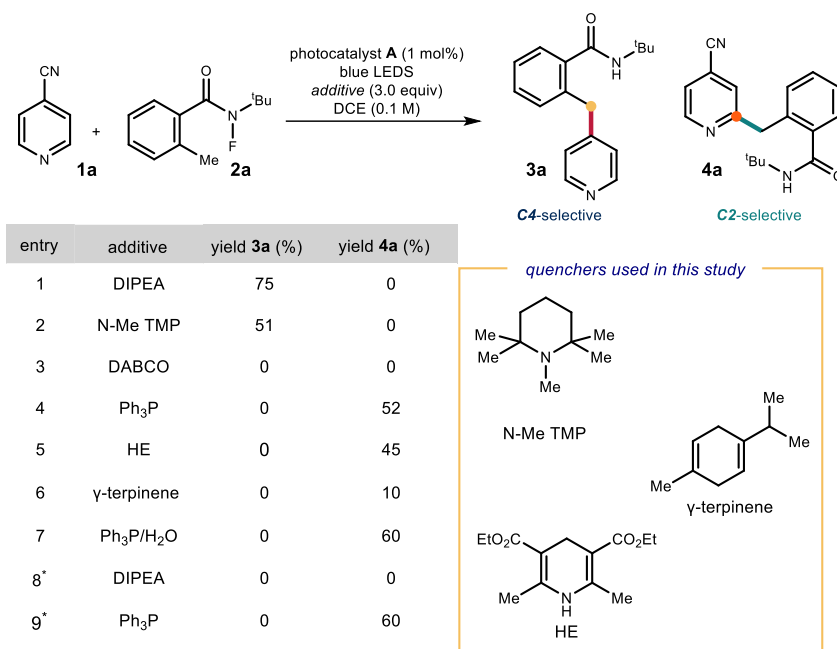 CN
N
1a
+
O
N
tBu
F
Me
2a
photocatalyst A (1 mol%)
blue LEDS
additive (3.0 equiv)
DCE (0.1 M)
O
N
H
tBu
N
3a
C4-selective
CN
N
4a
tBu
N
H
O
C2-selective
entry additive yield 3a (%) yield 4a (%)
1 DIPEA 75 0
2 N-Me TMP 51 0
3 DABCO 0 0
4 Ph3P 0 52
5 HE 0 45
6 γ-terpinene 0 10
7 Ph3P/H2O 0 60
8* DIPEA 0 0
9* Ph3P 0 60
quenchers used in this study
Me Me
Me N Me
Me
N-Me TMP
Me
Me
Me
γ-terpinene
EtO2C CO2Et
Me N Me
H
HE